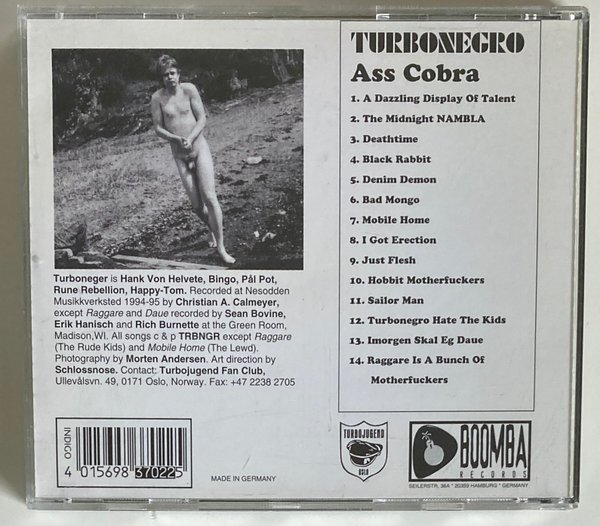 TURBONEGRO
Ass Cobra
1. A Dazzling Display Of Talent
2. The Midnight NAMBLA
3. Deathtime
4. Black Rabbit
5. Denim Demon
6. Bad Mongo
7. Mobile Home
8. I Got Erection
9. Just Flesh
10. Hobbit Motherfuckers
11. Sailor Man
12. Turbonegro Hate The Kids
13. Imorgen Skal Eg Daue
14. Raggare Is A Bunch Of
Motherfuckers
Turboneger is Hank Von Helvete, Bingo, Pål Pot,
Rune Rebellion, Happy-Tom. Recorded at Nesodden
Musikkverksted 1994-95 by Christian A. Calmeyer,
except Raggare and Daue recorded by Sean Bovine,
Erik Hanisch and Rich Burnette at the Green Room,
Madison,WI. All songs c & p TRBNGR except Raggare
(The Rude Kids) and Mobile Home (The Lewd).
Photography by Morten Andersen. Art direction by
Schlossnose. Contact: Turbojugend Fan Club,
Ullevålsvn. 49, 0171 Oslo, Norway. Fax: +47 2238 2705
INDIGO
4 015698 370225
MADE IN GERMANY
TURBOJUGEND
OSLO
BOOMBA
RECORDS
SEILERSTR. 36A * 20359 HAMBURG * GERMANY